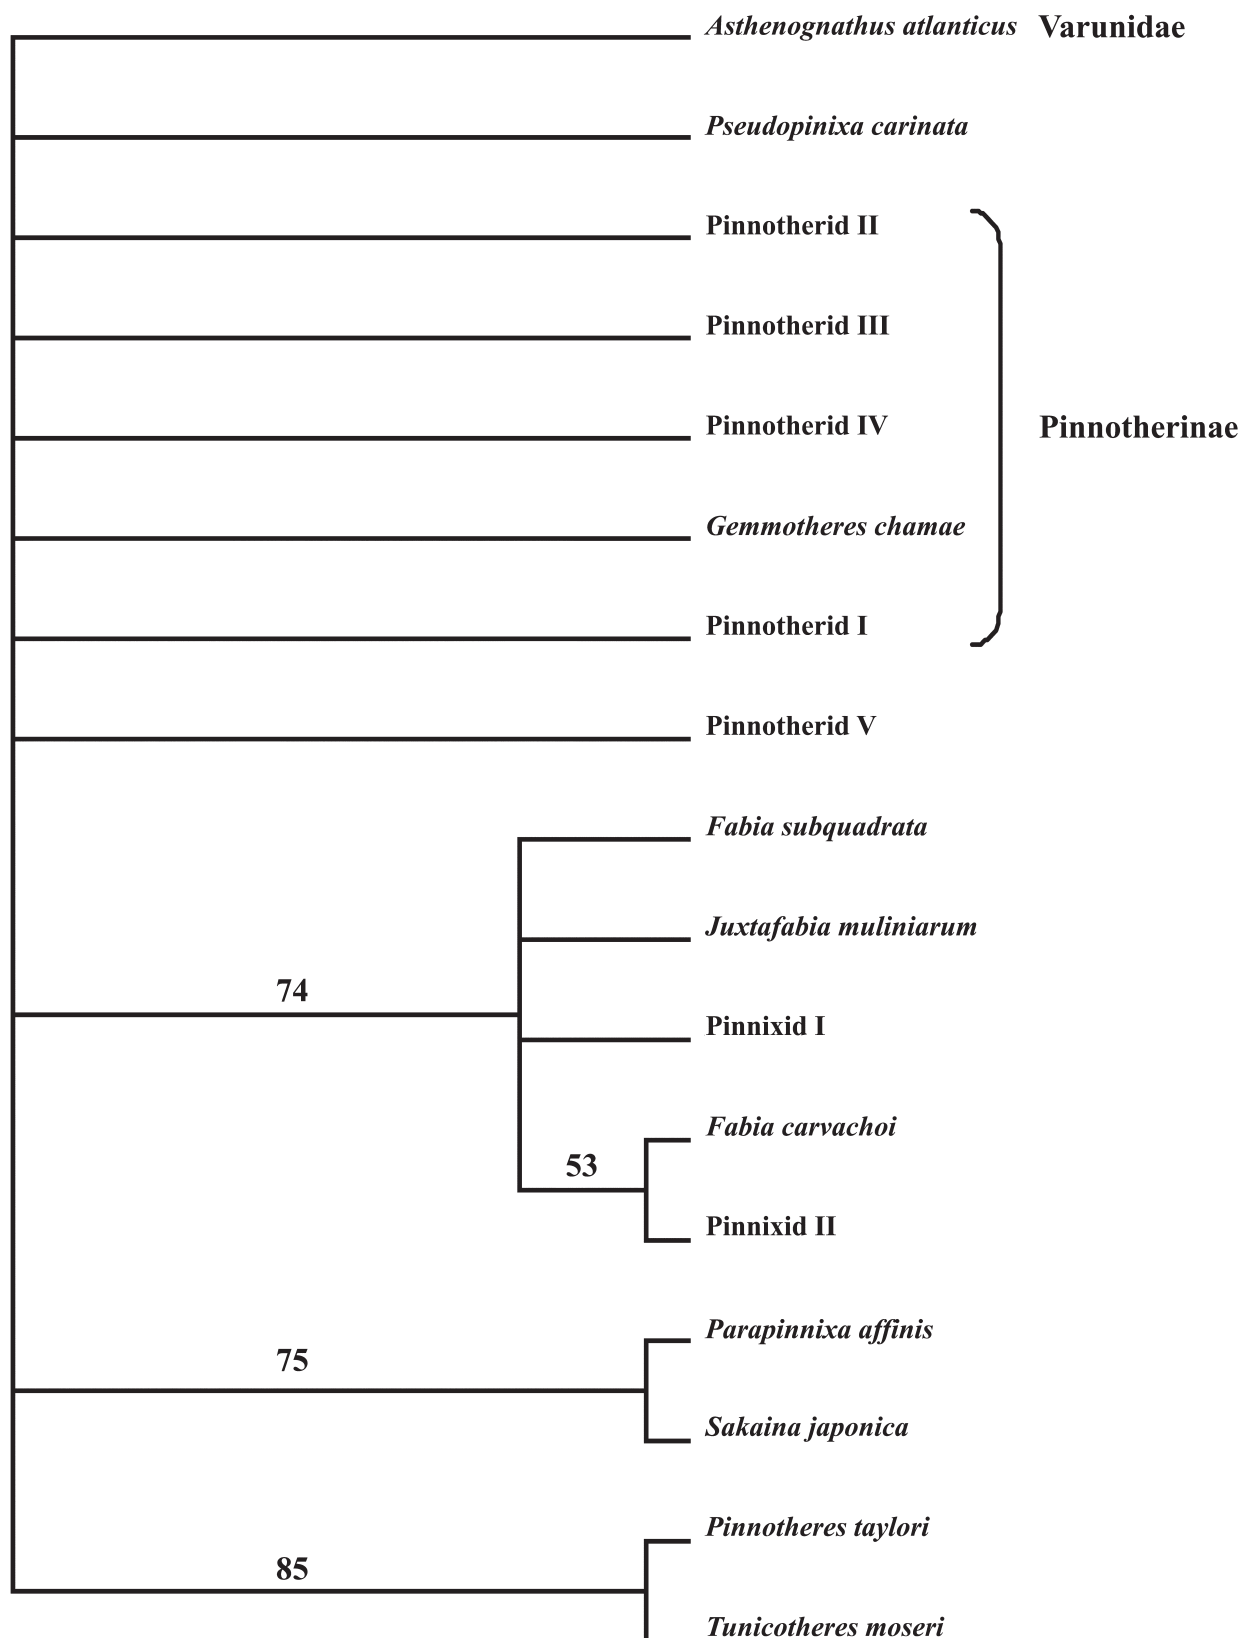 Asthenognathus atlanticus Varunidae
Pseudopinixa carinata
Pinnotherid II
Pinnotherid III
Pinnotherid IV
Pinnotherinae
Gemmotheres chamae
Pinnotherid I
Pinnotherid V
Fabia subquadrata
Juxtafabia muliniarum
74
Pinnixid I
Fabia carvachoi
53
Pinnixid II
Parapinnixa affinis
75
Sakaina japonica
Pinnotheres taylori
85
Tunicotheres moseri